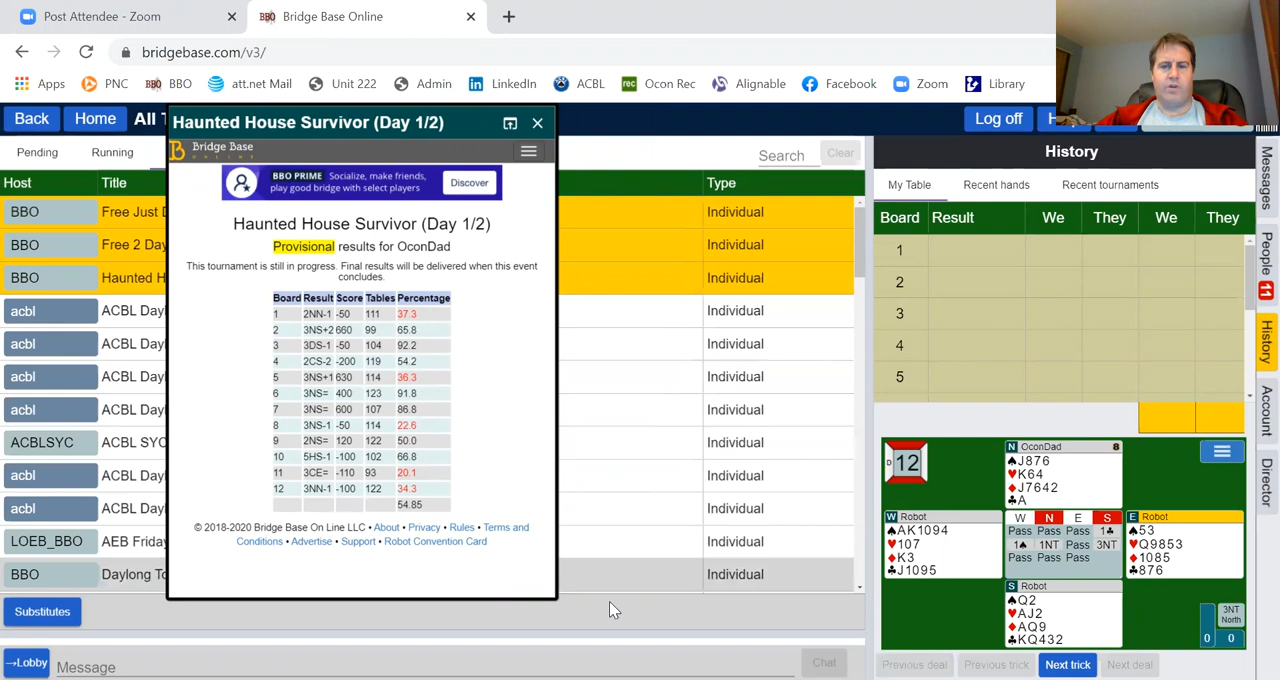 Post Attendee - Zoom
Bridge Base Online
bridgebase.com/v3/
Apps PNC BBO att.net Mail Unit 222 Admin LinkedIn ACBL Ocon Rec Alignable Facebook Zoom Library
Back Home All T
Log off
Pending Running
Search Clear
Host Title Type
BBO Free Just D Individual
BBO Free 2 Day Individual
BBO Haunted H Individual
acbl ACBL Dayl Individual
acbl ACBL Dayl Individual
acbl ACBL Dayl Individual
acbl ACBL Dayl Individual
ACBLSYC ACBL SYC Individual
acbl ACBL Dayl Individual
acbl ACBL Dayl Individual
LOEB_BBO AEB Friday Individual
BBO Daylong To Individual
Substitutes
→Lobby Message Chat
Haunted House Survivor (Day 1/2)
Bridge Base
ONLINE
BBO PRIME Socialize, make friends,
play good bridge with select players
Discover
Haunted House Survivor (Day 1/2)
Provisional results for OconDad
This tournament is still in progress. Final results will be delivered when this event
concludes.
Board Result Score Tables Percentage
1 2NN-1 -50 111 37.3
2 3NS+2 660 99 65.8
3 3DS-1 -50 104 92.2
4 2CS-2 -200 119 54.2
5 3NS+1 630 114 36.3
6 3NS= 400 123 91.8
7 3NS= 600 107 86.8
8 3NS-1 -50 114 22.6
9 2NS= 120 122 50.0
10 5HS-1 -100 102 66.8
11 3CE= -110 93 20.1
12 3NN-1 -100 122 34.3
54.85
© 2018-2020 Bridge Base On Line LLC • About • Privacy • Rules • Terms and
Conditions • Advertise • Support • Robot Convention Card
History
My Table Recent hands Recent tournaments
Board Result We They We They
1
2
3
4
5
D 12
N OconDad 8
♠J876
♥K64
♦J7642
♣A
W Robot
♠AK1094
♥107
♦K3
♣J1095
W N E S
Pass Pass Pass 1♣
1♠ 1NT Pass 3NT
Pass Pass Pass
E Robot
♠53
♥Q9853
♦1085
♣876
S Robot
♠Q2
♥AJ2
♦AQ9
♣KQ432
3NT
North
0 0
Previous deal Previous trick Next trick Next deal
Messages
People 11
History
Account
Director